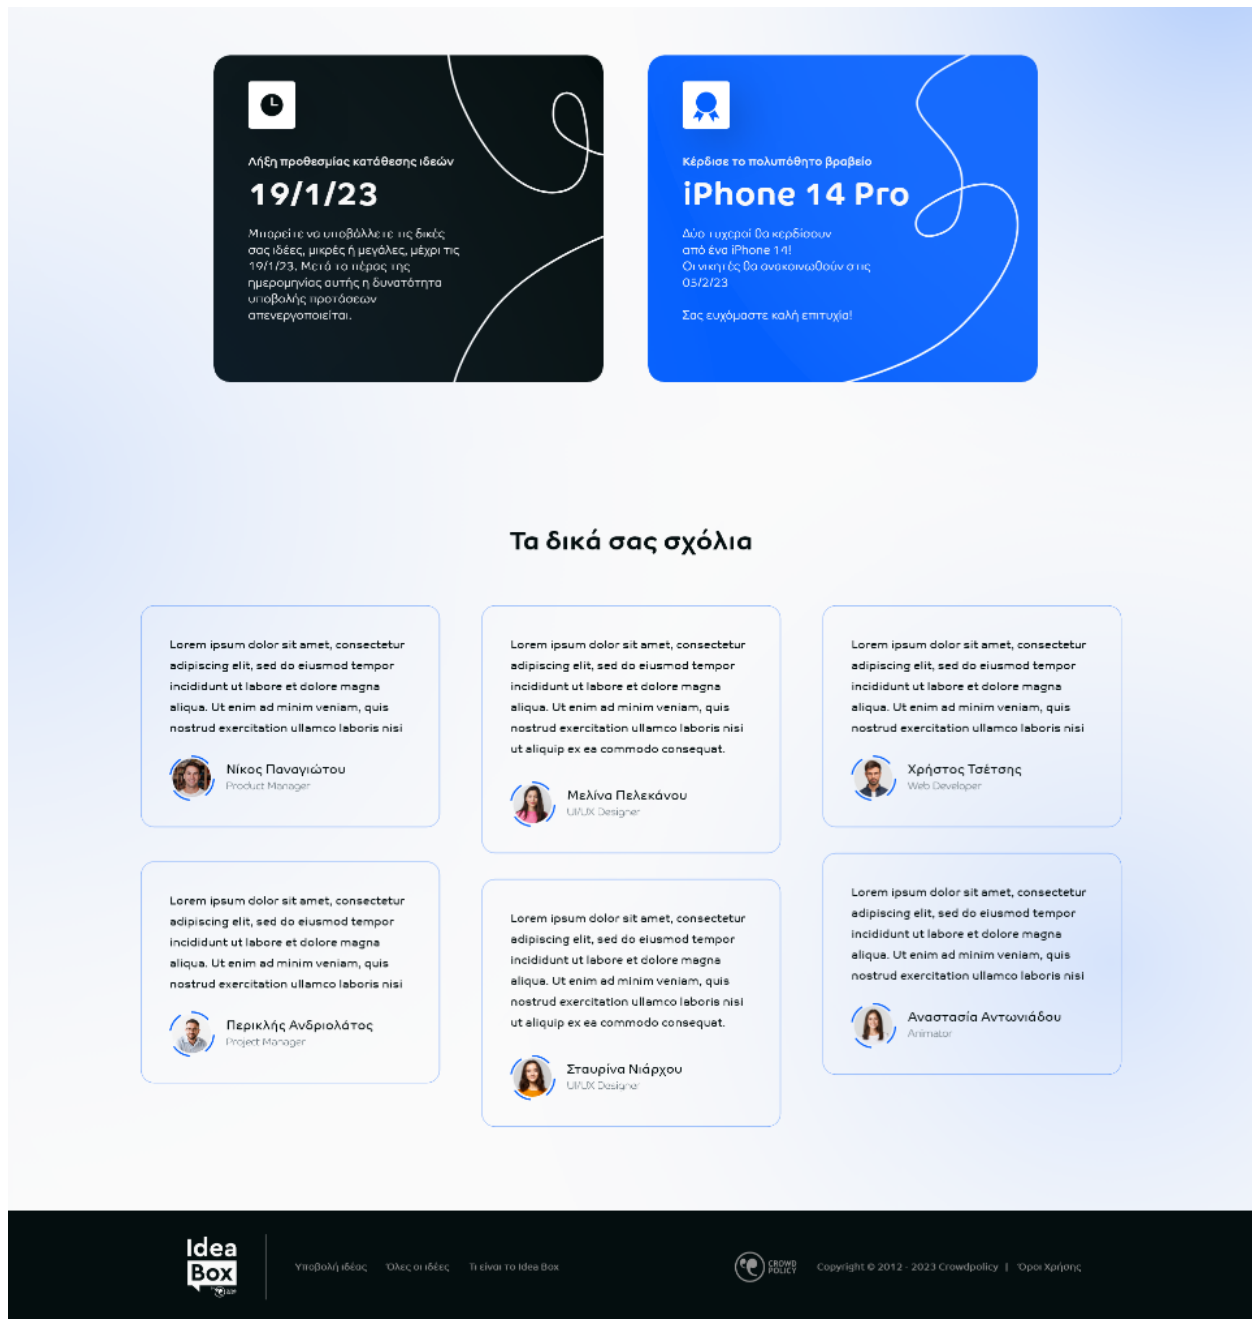 Λήξη προθεσμίας κατάθεσης ιδεών
19/1/23
Μπορείτε να υποβάλλετε τις δικές
σας ιδέες, μικρές ή μεγάλες, μέχρι τις
19/1/23. Μετά το πέρας της
ημερομηνίας αυτής η δυνατότητα
υποβολής προτάσεων
απενεργοποιείται.
Κέρδισε το πολυπόθητο βραβείο
iPhone 14 Pro
Δύο τυχεροί θα κερδίσουν
από ένα iPhone 14!
Οι νικητές θα ανακοινωθούν στις
05/2/23
Σας ευχόμαστε καλή επιτυχία!
Τα δικά σας σχόλια
Lorem ipsum dolor sit amet, consectetur
adipiscing elit, sed do eiusmod tempor
incididunt ut labore et dolore magna
aliqua. Ut enim ad minim veniam, quis
nostrud exercitation ullamco laboris nisi
Νίκος Παναγιώτου
Product Manager
Lorem ipsum dolor sit amet, consectetur
adipiscing elit, sed do eiusmod tempor
incididunt ut labore et dolore magna
aliqua. Ut enim ad minim veniam, quis
nostrud exercitation ullamco laboris nisi
ut aliquip ex ea commodo consequat.
Μελίνα Πελεκάνου
UI/UX Designer
Lorem ipsum dolor sit amet, consectetur
adipiscing elit, sed do eiusmod tempor
incididunt ut labore et dolore magna
aliqua. Ut enim ad minim veniam, quis
nostrud exercitation ullamco laboris nisi
Χρήστος Τσέτσης
Web Developer
Lorem ipsum dolor sit amet, consectetur
adipiscing elit, sed do eiusmod tempor
incididunt ut labore et dolore magna
aliqua. Ut enim ad minim veniam, quis
nostrud exercitation ullamco laboris nisi
Περικλής Ανδριολάτος
Project Manager
Lorem ipsum dolor sit amet, consectetur
adipiscing elit, sed do eiusmod tempor
incididunt ut labore et dolore magna
aliqua. Ut enim ad minim veniam, quis
nostrud exercitation ullamco laboris nisi
ut aliquip ex ea commodo consequat.
Σταυρίνα Νιάρχου
UI/UX Designer
Lorem ipsum dolor sit amet, consectetur
adipiscing elit, sed do eiusmod tempor
incididunt ut labore et dolore magna
aliqua. Ut enim ad minim veniam, quis
nostrud exercitation ullamco laboris nisi
Αναστασία Αντωνιάδου
Animator
Idea
Box
Υποβολή ιδέας Όλες οι ιδέες Τι είναι το Idea Box
CROWD
POLICY
Copyright © 2012 - 2023 Crowdpolicy | Όροι Χρήσης